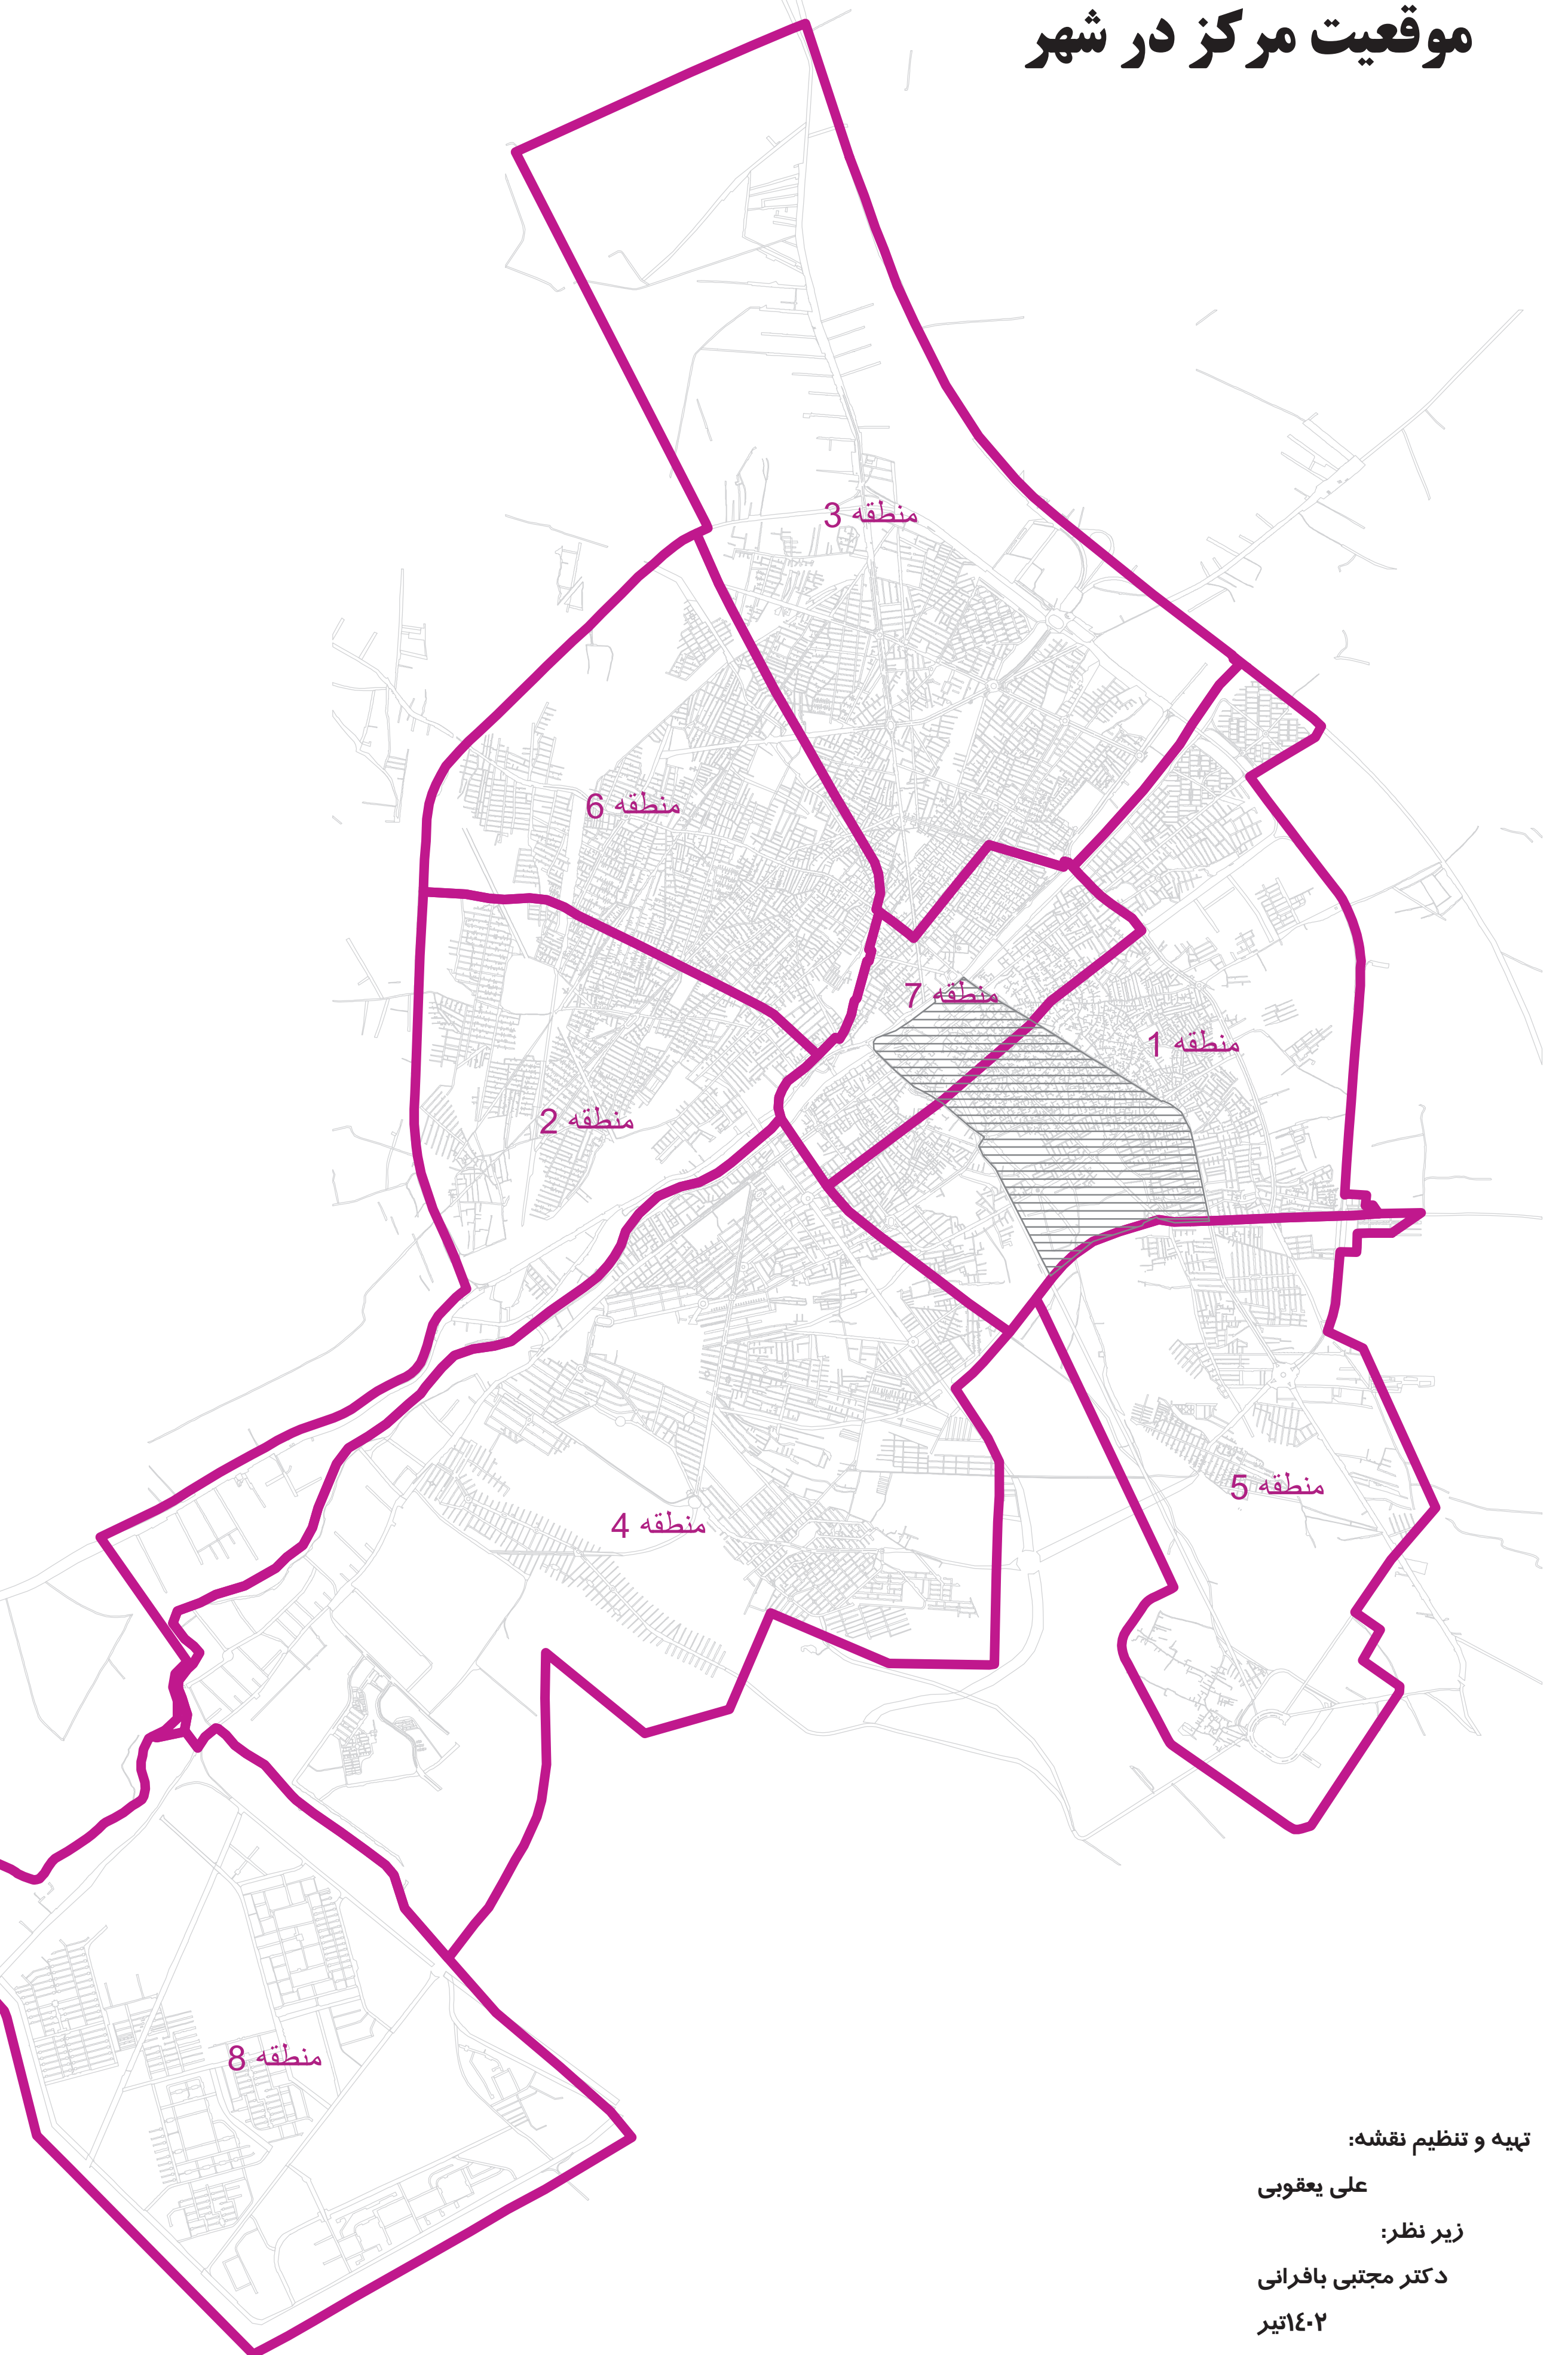 موقعیت مرکز در شهر
منطقه 3
منطقه 6
منطقه 7
منطقه 1
منطقه 2
منطقه 5
منطقه 4
منطقه 8
تهیه و تنظیم نقشه:
علی یعقوبی
زیر نظر:
دکتر مجتبی بافرانی
۱۴۰۲تیر